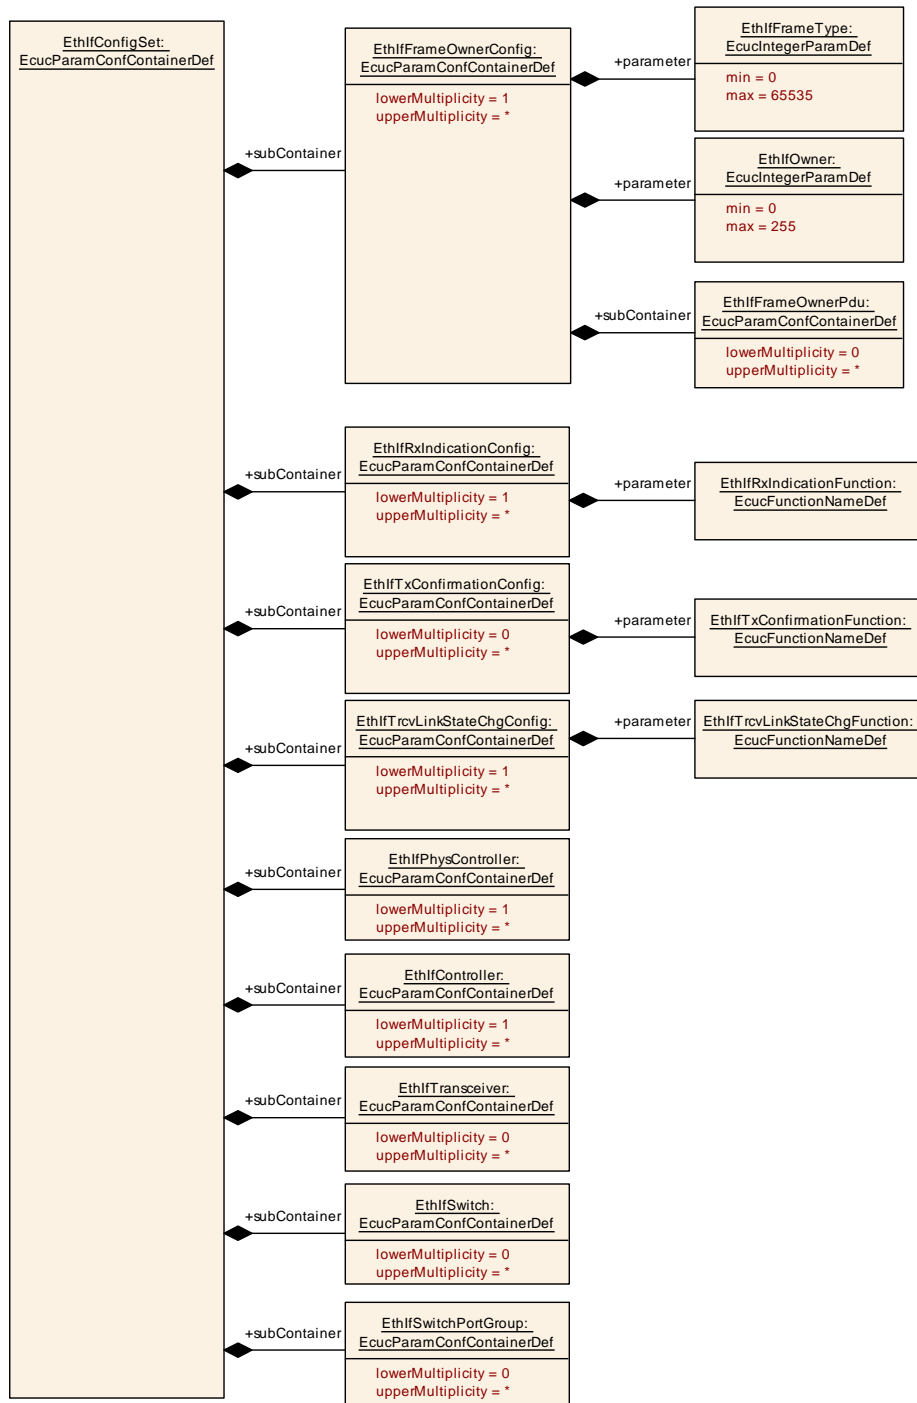 EthIfConfigSet:
EcucParamConfContainerDef
+subContainer
EthIfFrameOwnerConfig:
EcucParamConfContainerDef
lowerMultiplicity = 1
upperMultiplicity = *
+parameter
EthIfFrameType:
EcucIntegerParamDef
min = 0
max = 65535
+parameter
EthIfOwner:
EcucIntegerParamDef
min = 0
max = 255
+subContainer
EthIfFrameOwnerPdu:
EcucParamConfContainerDef
lowerMultiplicity = 0
upperMultiplicity = *
+subContainer
EthIfRxIndicationConfig:
EcucParamConfContainerDef
lowerMultiplicity = 1
upperMultiplicity = *
+parameter
EthIfRxIndicationFunction:
EcucFunctionNameDef
+subContainer
EthIfTxConfirmationConfig:
EcucParamConfContainerDef
lowerMultiplicity = 0
upperMultiplicity = *
+parameter
EthIfTxConfirmationFunction:
EcucFunctionNameDef
+subContainer
EthIfTrcvLinkStateChgConfig:
EcucParamConfContainerDef
lowerMultiplicity = 1
upperMultiplicity = *
+parameter
EthIfTrcvLinkStateChgFunction:
EcucFunctionNameDef
+subContainer
EthIfPhysController:
EcucParamConfContainerDef
lowerMultiplicity = 1
upperMultiplicity = *
+subContainer
EthIfController:
EcucParamConfContainerDef
lowerMultiplicity = 1
upperMultiplicity = *
+subContainer
EthIfTransceiver:
EcucParamConfContainerDef
lowerMultiplicity = 0
upperMultiplicity = *
+subContainer
EthIfSwitch:
EcucParamConfContainerDef
lowerMultiplicity = 0
upperMultiplicity = *
+subContainer
EthIfSwitchPortGroup:
EcucParamConfContainerDef
lowerMultiplicity = 0
upperMultiplicity = *